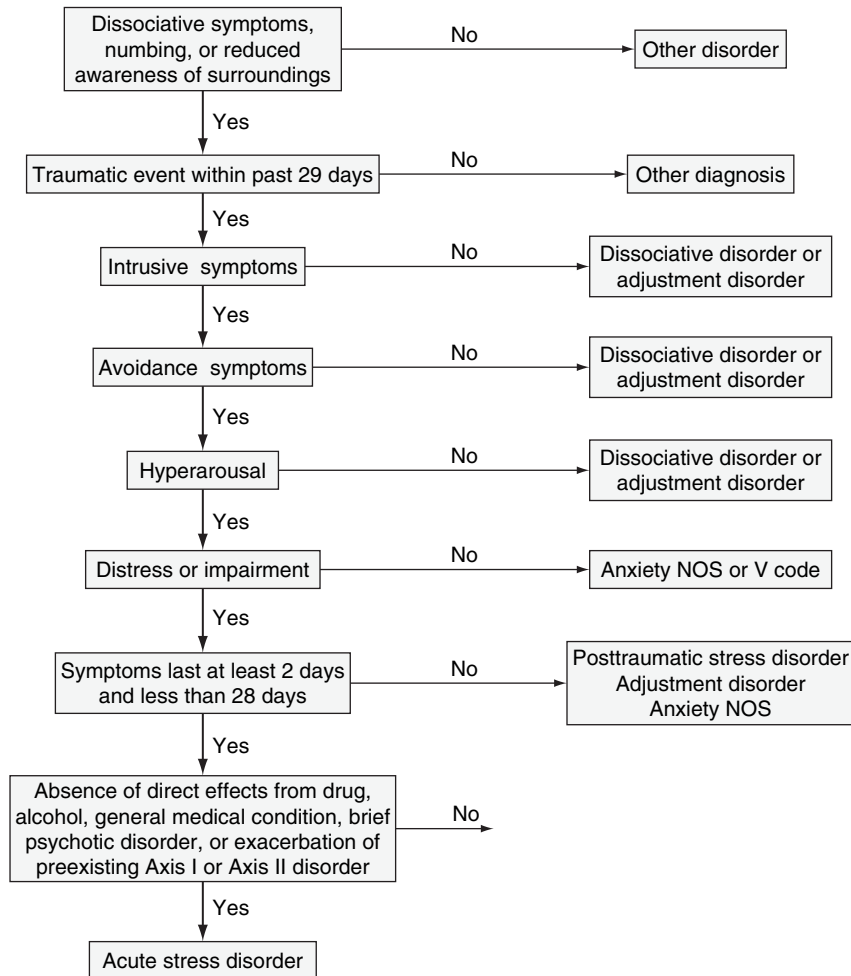 Dissociative symptoms,
numbing, or reduced
awareness of surroundings
No
Other disorder
Yes
Traumatic event within past 29 days
No
Other diagnosis
Yes
Intrusive symptoms
No
Dissociative disorder or
adjustment disorder
Yes
Avoidance symptoms
No
Dissociative disorder or
adjustment disorder
Yes
Hyperarousal
No
Dissociative disorder or
adjustment disorder
Yes
Distress or impairment
No
Anxiety NOS or V code
Yes
Symptoms last at least 2 days
and less than 28 days
No
Posttraumatic stress disorder
Adjustment disorder
Anxiety NOS
Yes
Absence of direct effects from drug,
alcohol, general medical condition, brief
psychotic disorder, or exacerbation of
preexisting Axis I or Axis II disorder
No
Yes
Acute stress disorder